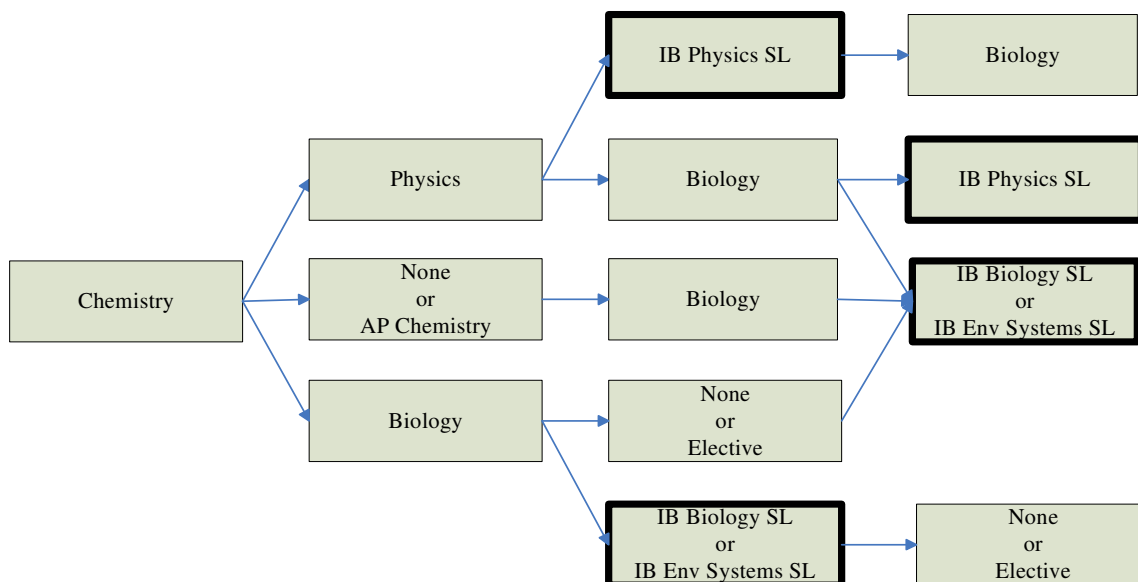 IB Physics SL
Biology
Physics
Biology
IB Physics SL
Chemistry
None
or
AP Chemistry
Biology
IB Biology SL
or
IB Env Systems SL
Biology
None
or
Elective
IB Biology SL
or
IB Env Systems SL
None
or
Elective